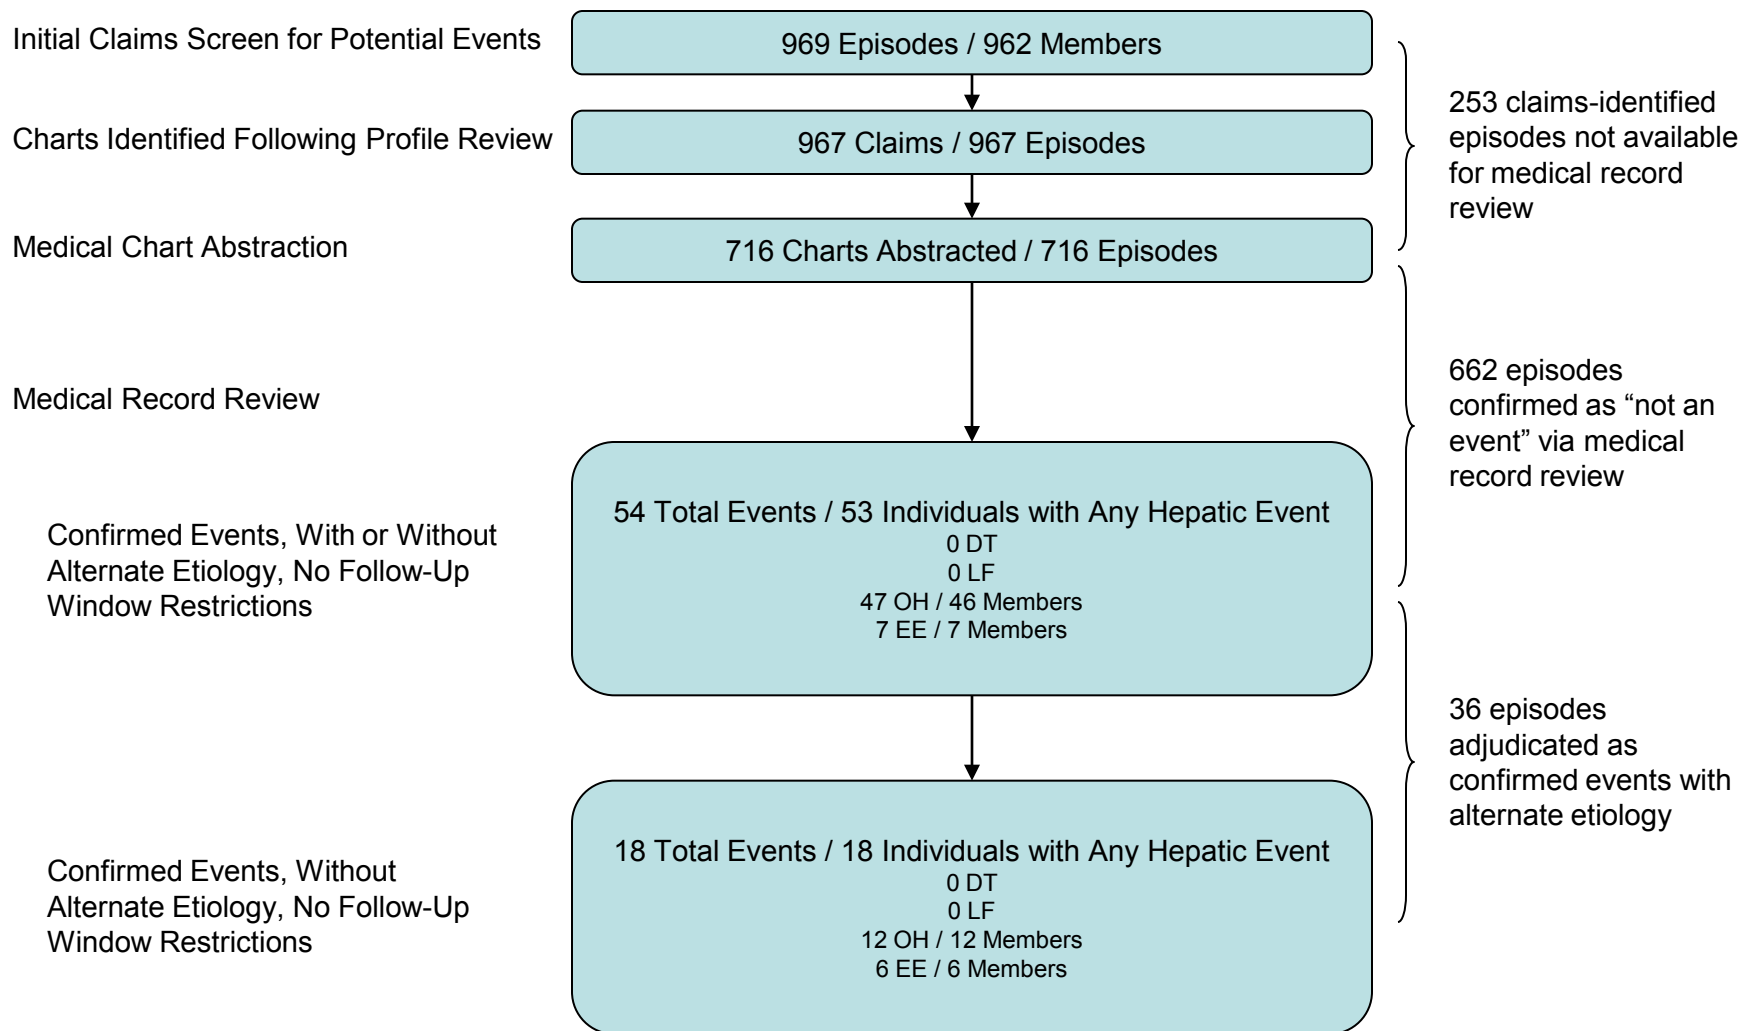 Initial Claims Screen for Potential Events
969 Episodes / 962 Members
253 claims-identified
episodes not available
for medical record
review
Charts Identified Following Profile Review
967 Claims / 967 Episodes
Medical Chart Abstraction
716 Charts Abstracted / 716 Episodes
662 episodes
confirmed as “not an
event” via medical
record review
Medical Record Review
Confirmed Events, With or Without
Alternate Etiology, No Follow-Up
Window Restrictions
54 Total Events / 53 Individuals with Any Hepatic Event
0 DT
0 LF
47 OH / 46 Members
7 EE / 7 Members
36 episodes
adjudicated as
confirmed events with
alternate etiology
Confirmed Events, Without
Alternate Etiology, No Follow-Up
Window Restrictions
18 Total Events / 18 Individuals with Any Hepatic Event
0 DT
0 LF
12 OH / 12 Members
6 EE / 6 Members